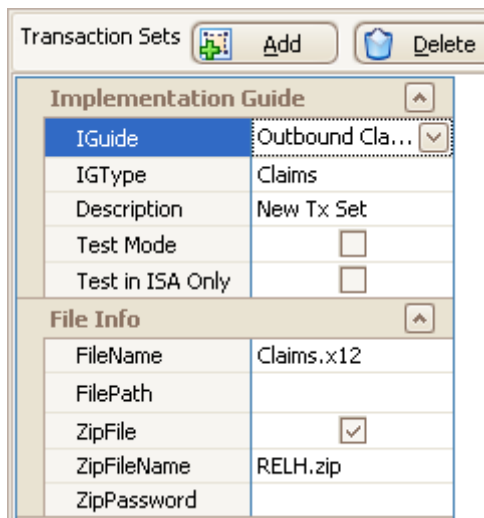 Transaction Sets Add Delete
Implementation Guide
IGuide Outbound Cla...
IGType Claims
Description New Tx Set
Test Mode
Test in ISA Only
File Info
FileName Claims.x12
FilePath
ZipFile
ZipFileName RELH.zip
ZipPassword